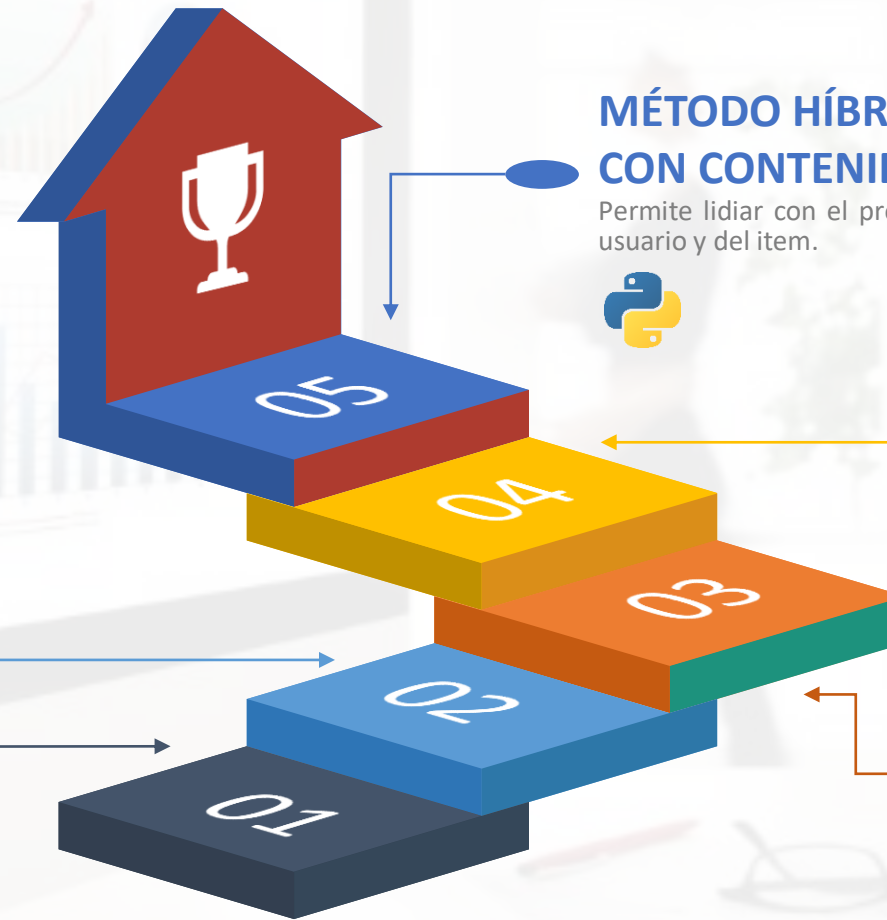 MÉTODO HÍBR
CON CONTENI
Permite lidiar con el pr
usuario y del item.
05
04
03
02
01